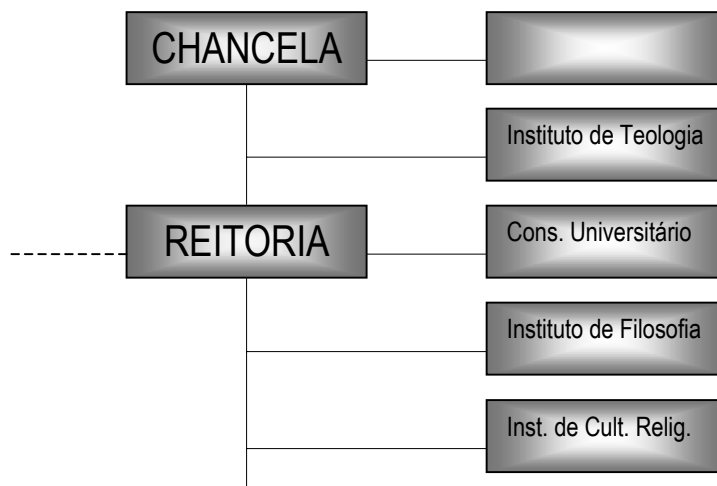 CHANCELA
Instituto de Teologia
REITORIA
Cons. Universitário
Instituto de Filosofia
Inst. de Cult. Relig.